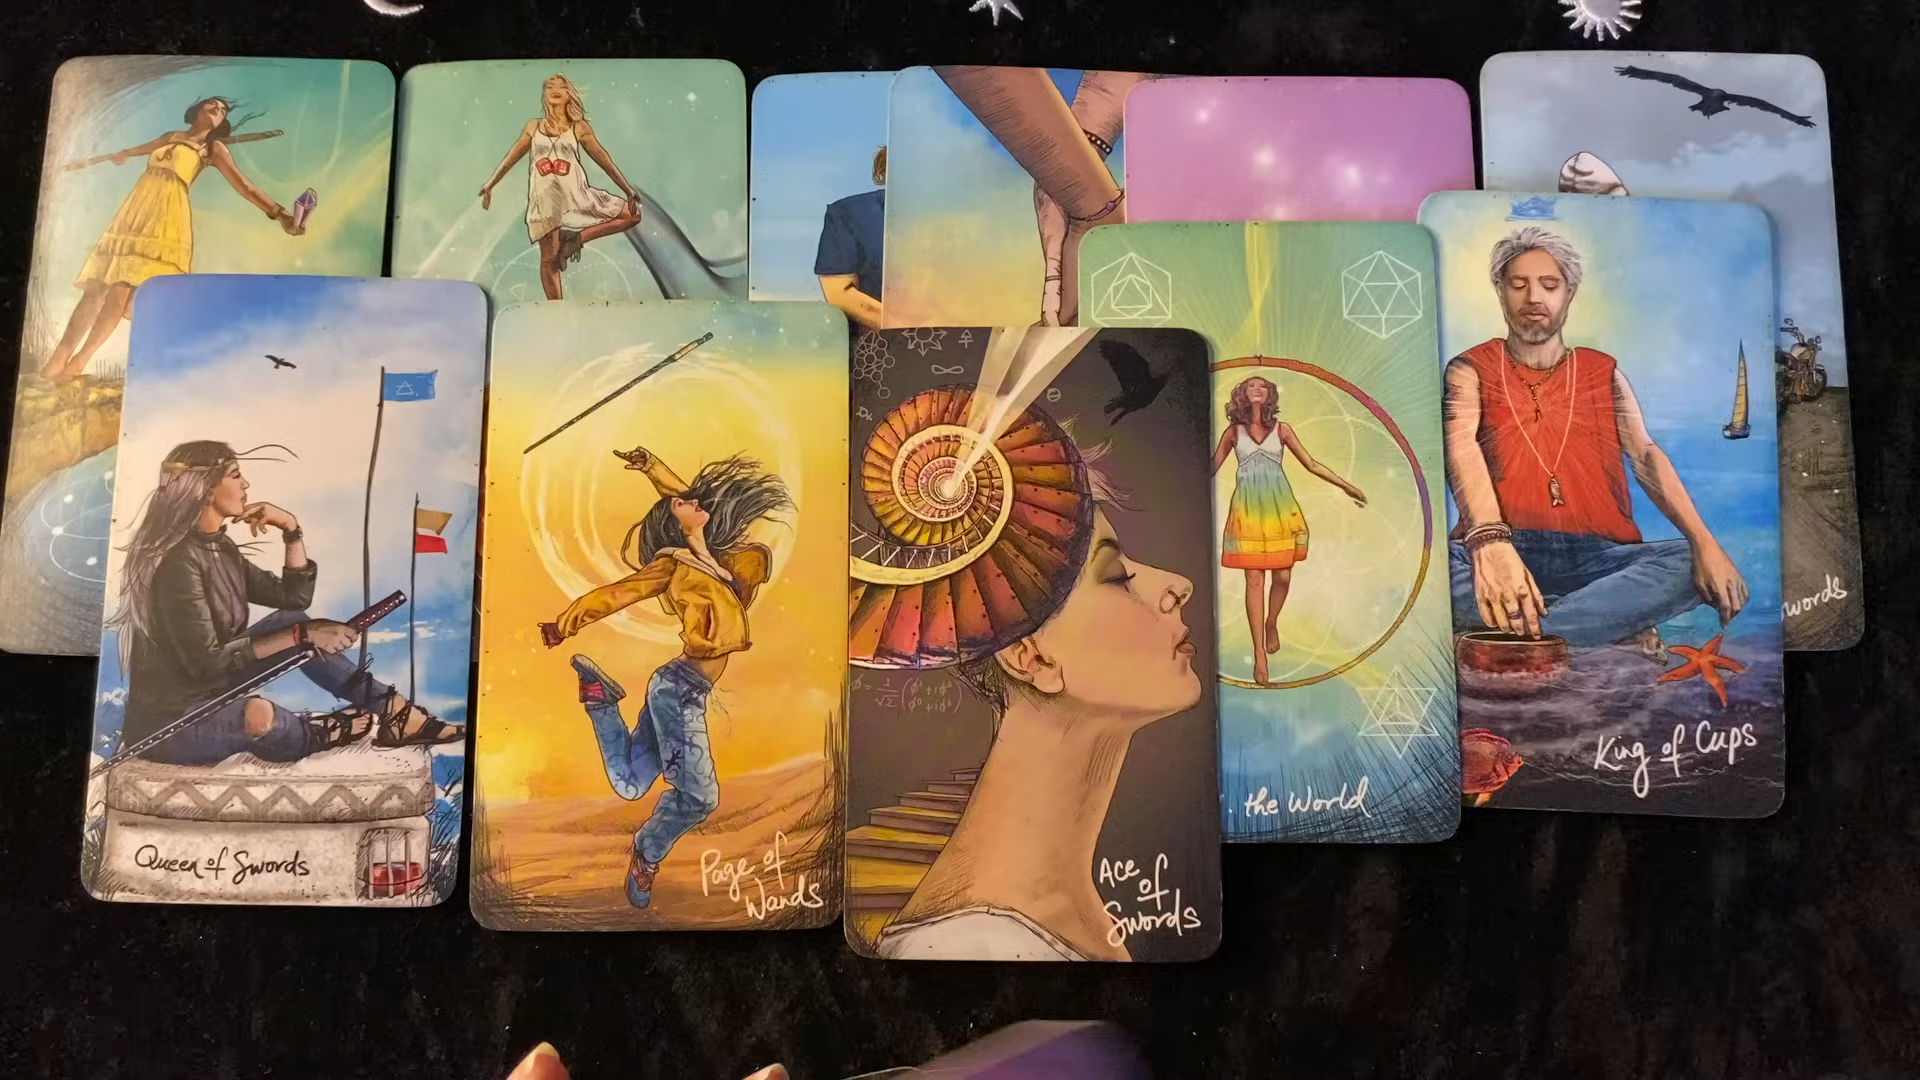 Queen of Swords
Page of
Wands
Ace
of
Swords
. the World
King of Cups
words